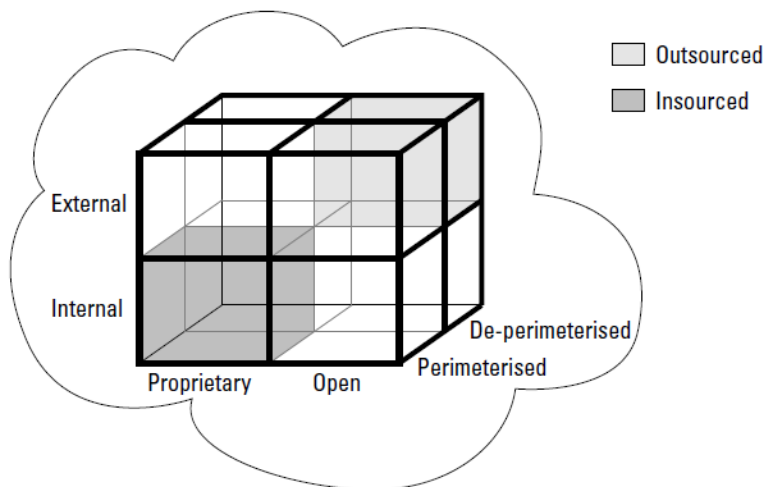 Outsourced
Insourced
External
Internal
De-perimeterised
Perimeterised
Proprietary
Open